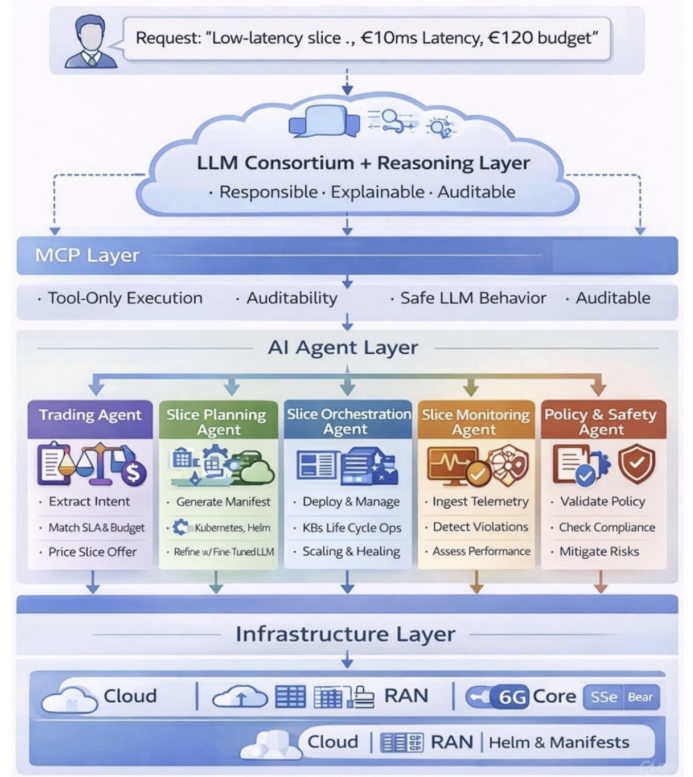 Request: “Low-latency slice ., €10ms Latency, €120 budget”
LLM Consortium + Reasoning Layer
· Responsible · Explainable · Auditable
MCP Layer
· Tool-Only Execution · Auditability · Safe LLM Behavior · Auditable
AI Agent Layer
Trading Agent
· Extract Intent
· Match SLA & Budget
· Price Slice Offer
Slice Planning
Agent
· Generate Manifest
· Kubernetes, Helm
· Refine w/ Fine-Tuned LLM
Slice Orchestration
Agent
· Deploy & Manage
· KBs Life Cycle Ops
· Scaling & Healing
Slice Monitoring
Agent
· Ingest Telemetry
· Detect Violations
· Assess Performance
Policy & Safety
Agent
· Validate Policy
· Check Compliance
· Mitigate Risks
Infrastructure Layer
Cloud | RAN | 6G Core SSe Bear
Cloud | RAN | Helm & Manifests